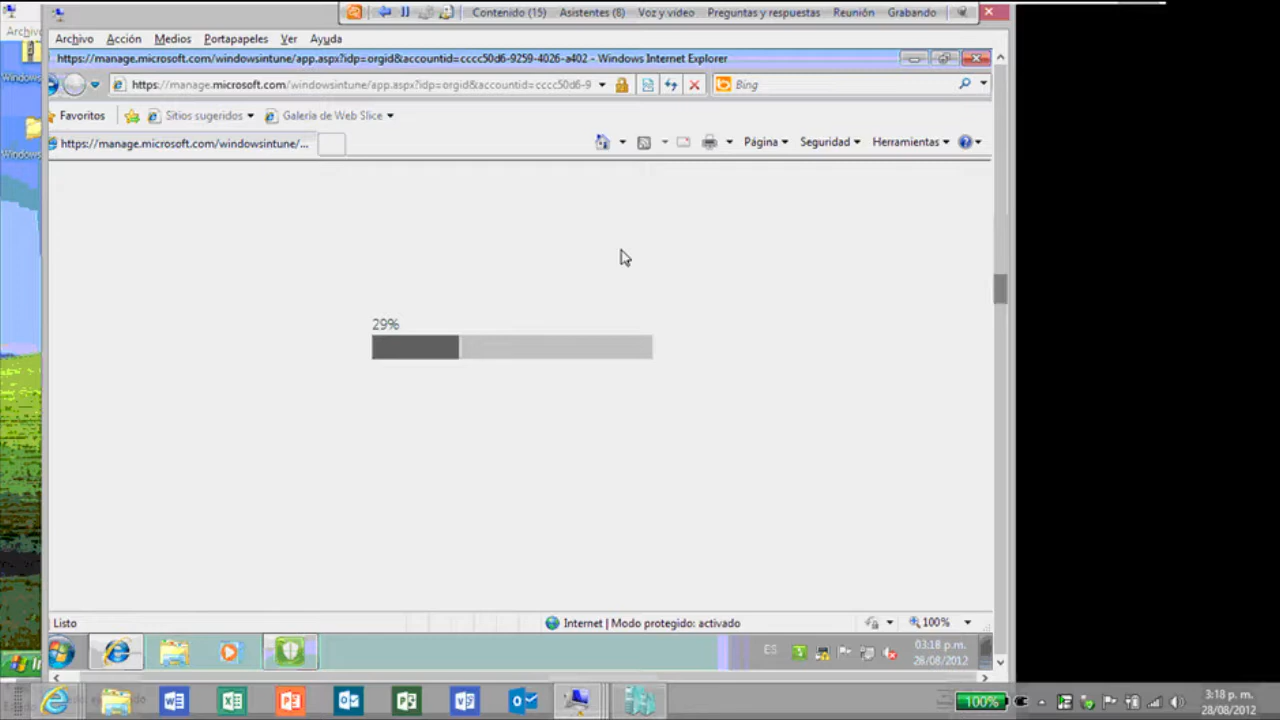 Archivo
Contenido (15) Asistentes (8) Voz y vídeo Preguntas y respuestas Reunión Grabando
Archivo Acción Medios Portapapeles Ver Ayuda
https://manage.microsoft.com/windowsintune/app.aspx?idp=orgid&accountid=cccc50d6-9259-4026-a402 - Windows Internet Explorer
https://manage.microsoft.com/windowsintune/app.aspx?idp=orgid&accountid=cccc50d6-9 Bing
Windows
Favoritos Sitios sugeridos Galería de Web Slice
https://manage.microsoft.com/windowsintune/... Página Seguridad Herramientas
Windows
29%
Listo Internet | Modo protegido: activado 100%
ES 03:18 p.m.
28/08/2012
100% 3:18 p. m.
28/08/2012